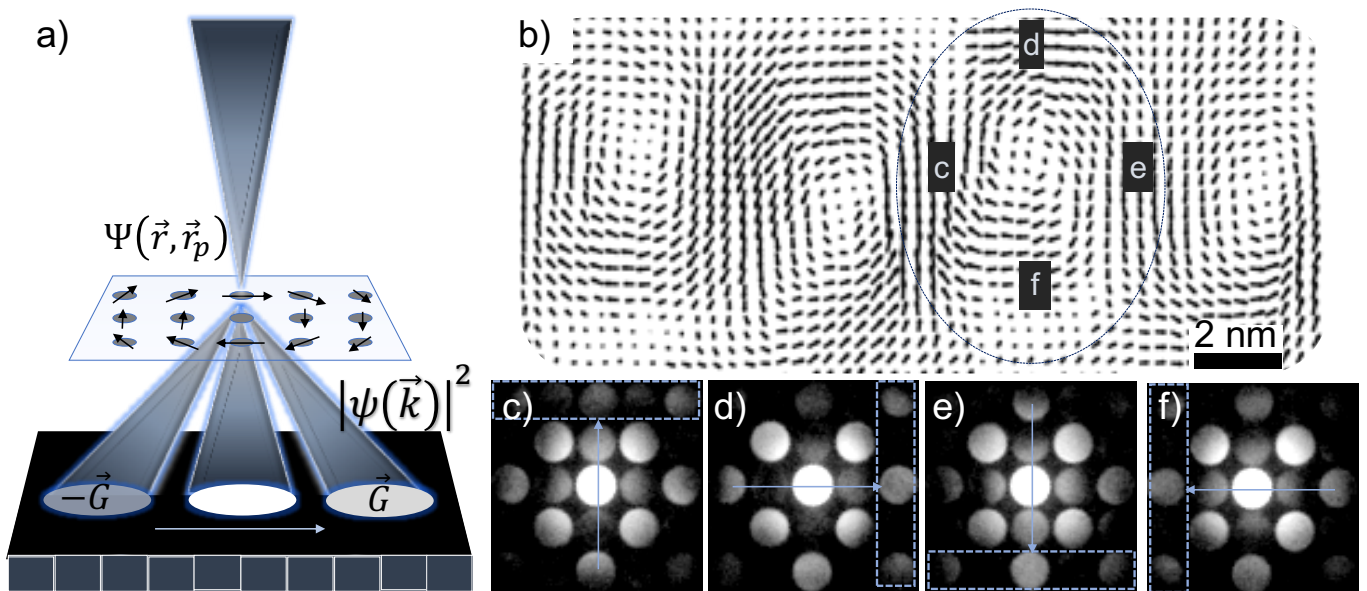 a)
Ψ(r⃗, r⃗ₚ)
|ψ(k⃗)|²
−G⃗
G⃗
b)
d
c
e
f
2 nm
c)
d)
e)
f)